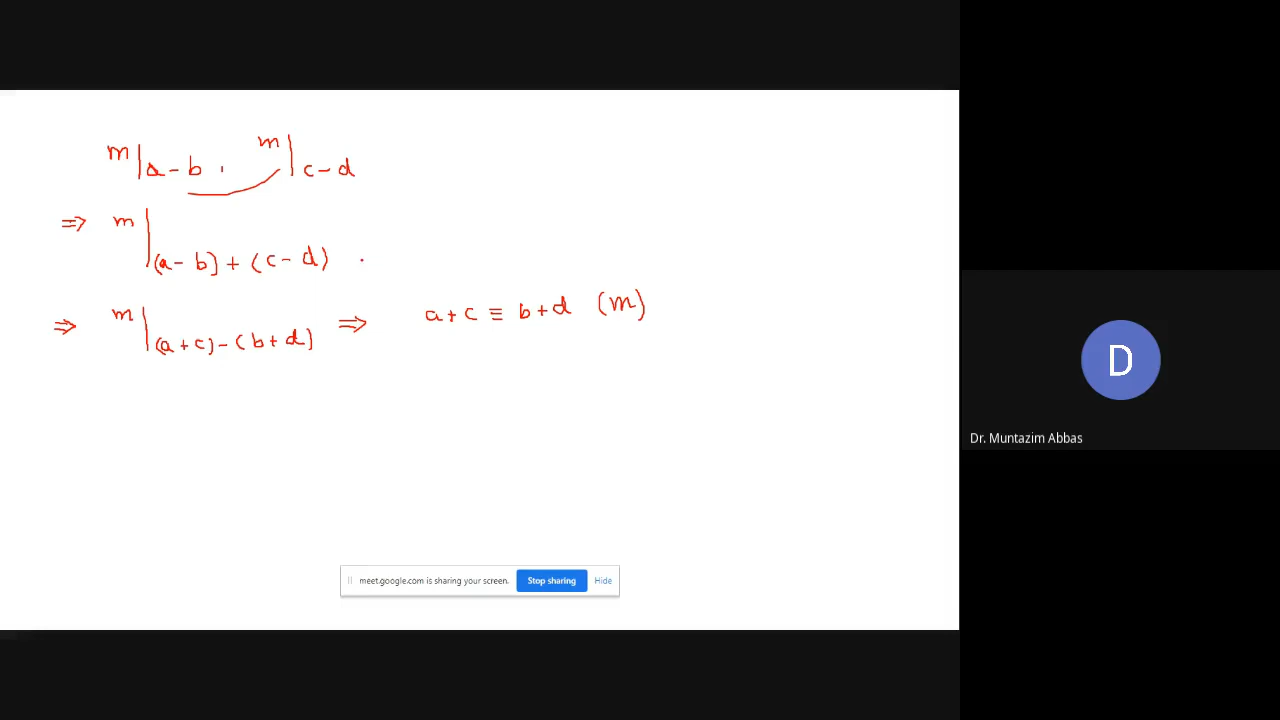 m | a - b , m | c - d
⇒ m | (a - b) + (c - d) .
⇒ m | (a + c) - (b + d) ⇒ a + c ≡ b + d (m)
D
Dr. Muntazim Abbas
meet.google.com is sharing your screen. Stop sharing Hide